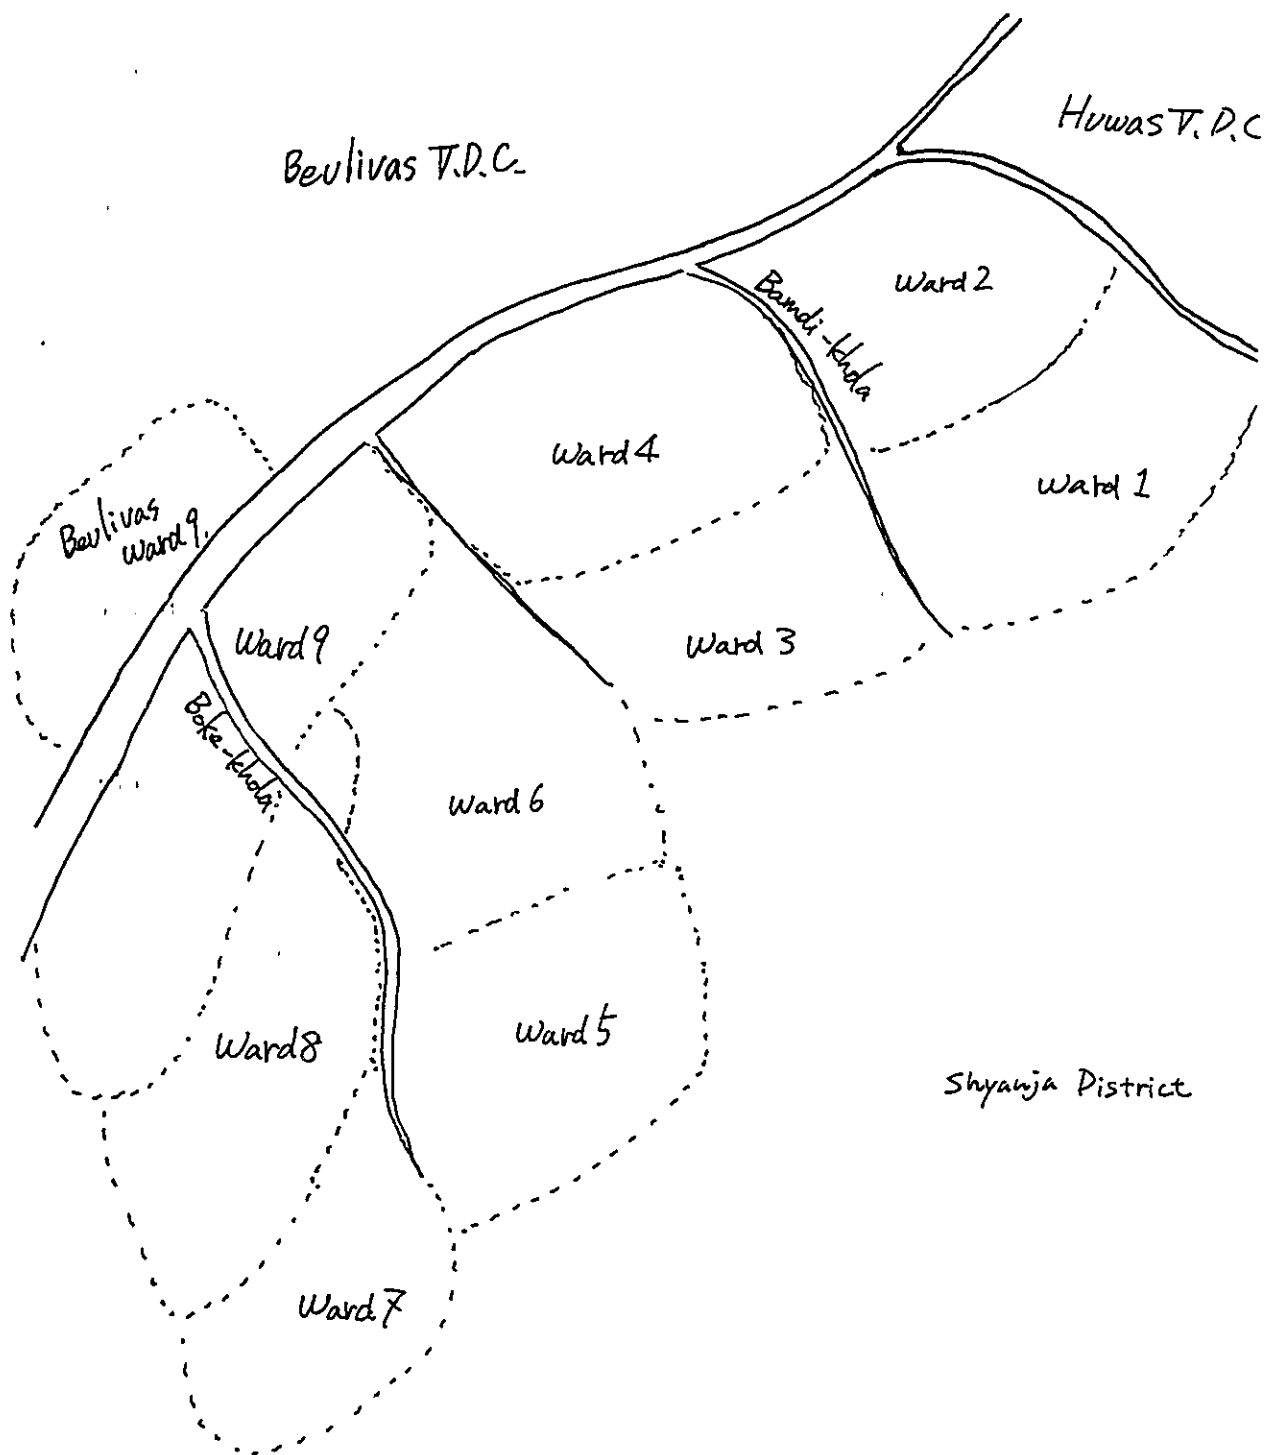 Huwas V.D.C
Beulivas V.D.C.
Ward 2
Bamdi-khola
Ward 4
Ward 1
Beulivas
Ward 9
Ward 9
Ward 3
Boke-khola
Ward 6
Ward 5
Ward 8
Shyanja District
Ward 7